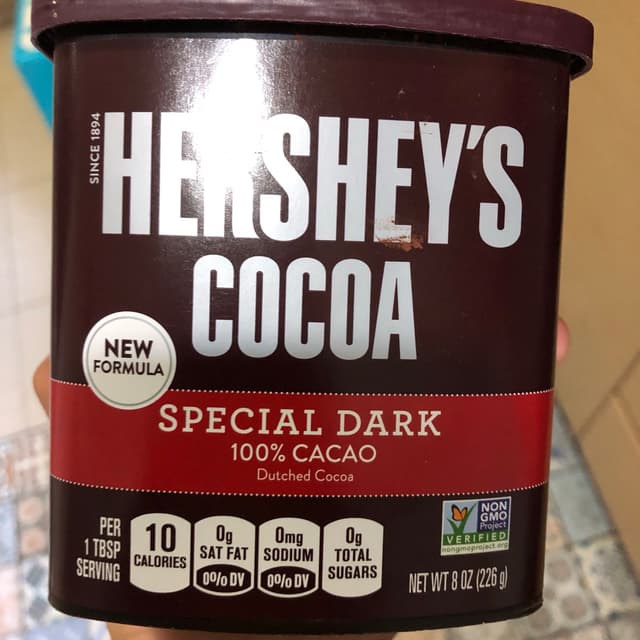 SINCE 1894
HERSHEY'S
COCOA
NEW
FORMULA
SPECIAL DARK
100% CACAO
Dutched Cocoa
PER
1 TBSP
SERVING
10
CALORIES
0g
SAT FAT
0% DV
0mg
SODIUM
0% DV
0g
TOTAL
SUGARS
NON
GMO
Project
VERIFIED
nongmoproject.org
NET WT 8 OZ (226 g)